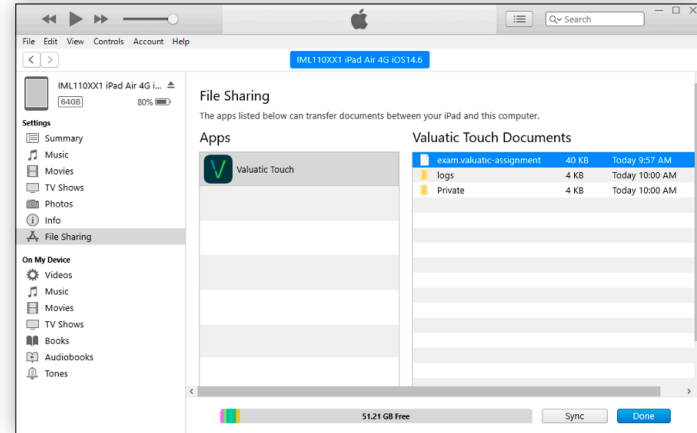 Search
File Edit View Controls Account Help
IML110XX1 iPad Air 4G iOS14.6
IML110XX1 iPad Air 4G i...
64GB 80%
Settings
Summary
Music
Movies
TV Shows
Photos
Info
File Sharing
On My Device
Videos
Music
Movies
TV Shows
Books
Audiobooks
Tones
File Sharing
The apps listed below can transfer documents between your iPad and this computer.
Apps
Valuatic Touch
Valuatic Touch Documents
exam.valuatic-assignment 40 KB Today 9:57 AM
logs 4 KB Today 10:00 AM
Private 4 KB Today 10:00 AM
51.21 GB Free
Sync
Done